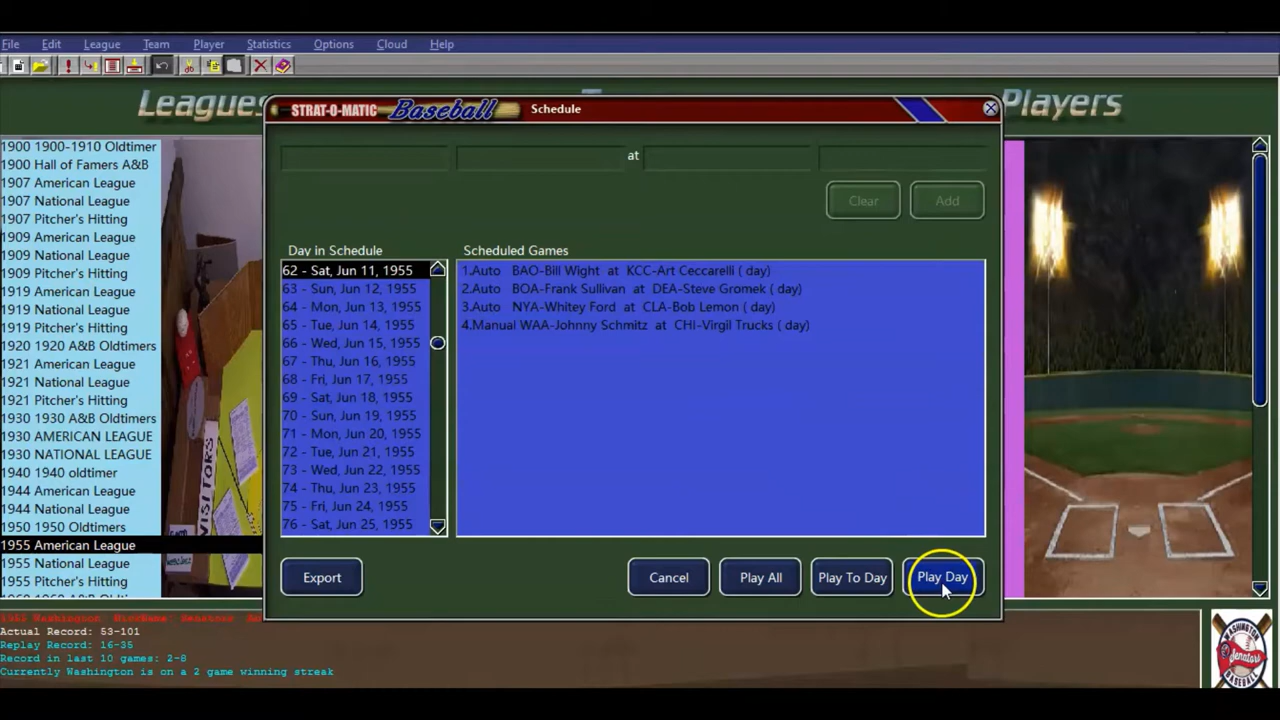 File Edit League Team Player Statistics Options Cloud Help
Leagues Players
STRAT-O-MATIC Baseball Schedule
at
Clear Add
Day in Schedule Scheduled Games
62 - Sat, Jun 11, 1955
63 - Sun, Jun 12, 1955
64 - Mon, Jun 13, 1955
65 - Tue, Jun 14, 1955
66 - Wed, Jun 15, 1955
67 - Thu, Jun 16, 1955
68 - Fri, Jun 17, 1955
69 - Sat, Jun 18, 1955
70 - Sun, Jun 19, 1955
71 - Mon, Jun 20, 1955
72 - Tue, Jun 21, 1955
73 - Wed, Jun 22, 1955
74 - Thu, Jun 23, 1955
75 - Fri, Jun 24, 1955
76 - Sat, Jun 25, 1955
1.Auto BAO-Bill Wight at KCC-Art Ceccarelli ( day)
2.Auto BOA-Frank Sullivan at DEA-Steve Gromek ( day)
3.Auto NYA-Whitey Ford at CLA-Bob Lemon ( day)
4.Manual WAA-Johnny Schmitz at CHI-Virgil Trucks ( day)
Export Cancel Play All Play To Day Play Day
1900 1900-1910 Oldtimer
1900 Hall of Famers A&B
1907 American League
1907 National League
1907 Pitcher's Hitting
1909 American League
1909 National League
1909 Pitcher's Hitting
1919 American League
1919 National League
1919 Pitcher's Hitting
1920 1920 A&B Oldtimers
1921 American League
1921 National League
1921 Pitcher's Hitting
1930 1930 A&B Oldtimers
1930 AMERICAN LEAGUE
1930 NATIONAL LEAGUE
1940 1940 oldtimer
1944 American League
1944 National League
1950 1950 Oldtimers
1955 American League
1955 National League
1955 Pitcher's Hitting
VISITORS
1955 Washington
Senators
Actual Record: 53-101
Replay Record: 16-35
Record in last 10 games: 2-8
Currently Washington is on a 2 game winning streak
WASHINGTON
Senators
BASEBALL